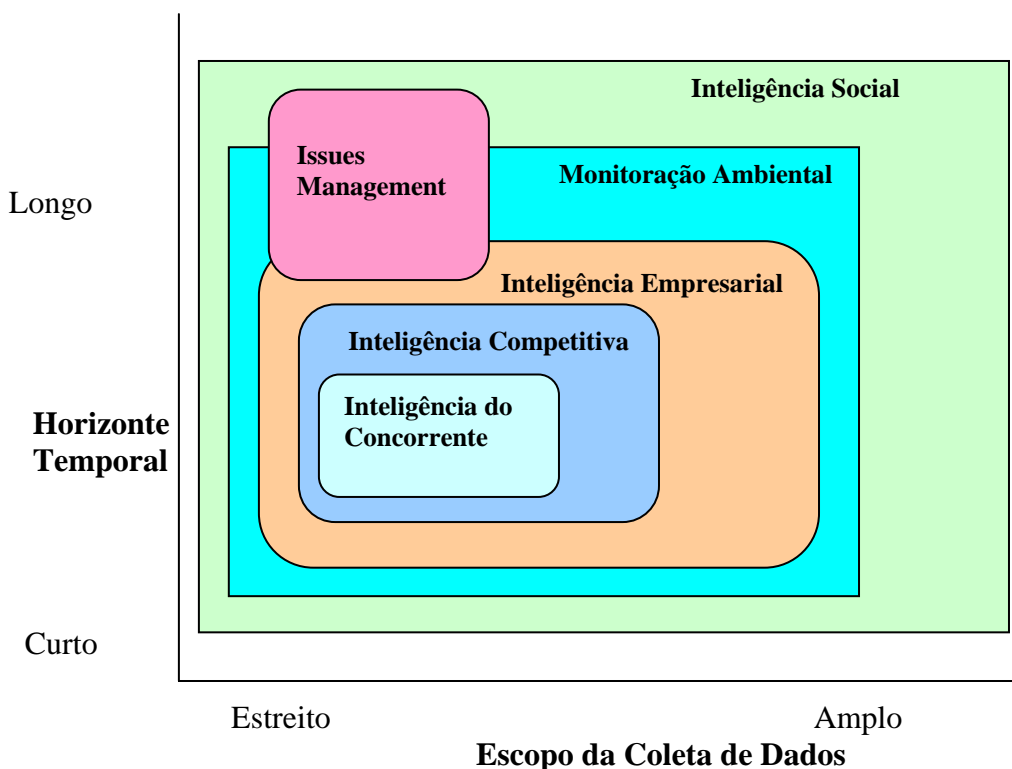 Inteligência Social
Issues
Management
Monitoração Ambiental
Longo
Inteligência Empresarial
Inteligência Competitiva
Inteligência do
Concorrente
Horizonte
Temporal
Curto
Estreito
Amplo
Escopo da Coleta de Dados